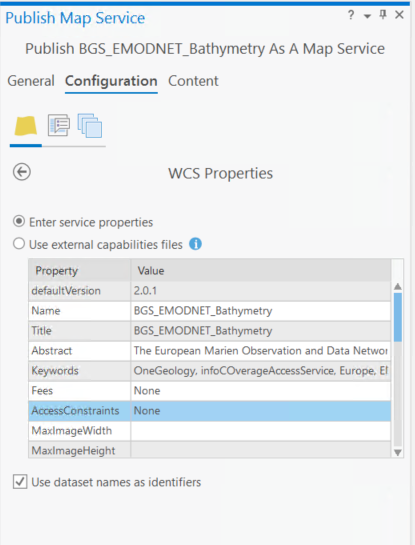 Publish Map Service
Publish BGS_EMODNET_Bathymetry As A Map Service
General Configuration Content
WCS Properties
Enter service properties
Use external capabilities files
Property Value
defaultVersion 2.0.1
Name BGS_EMODNET_Bathymetry
Title BGS_EMODNET_Bathymetry
Abstract The European Marien Observation and Data Networ
Keywords OneGeology, infoCOverageAccessService, Europe, EM
Fees None
AccessConstraints None
MaxImageWidth
MaxImageHeight
Use dataset names as identifiers